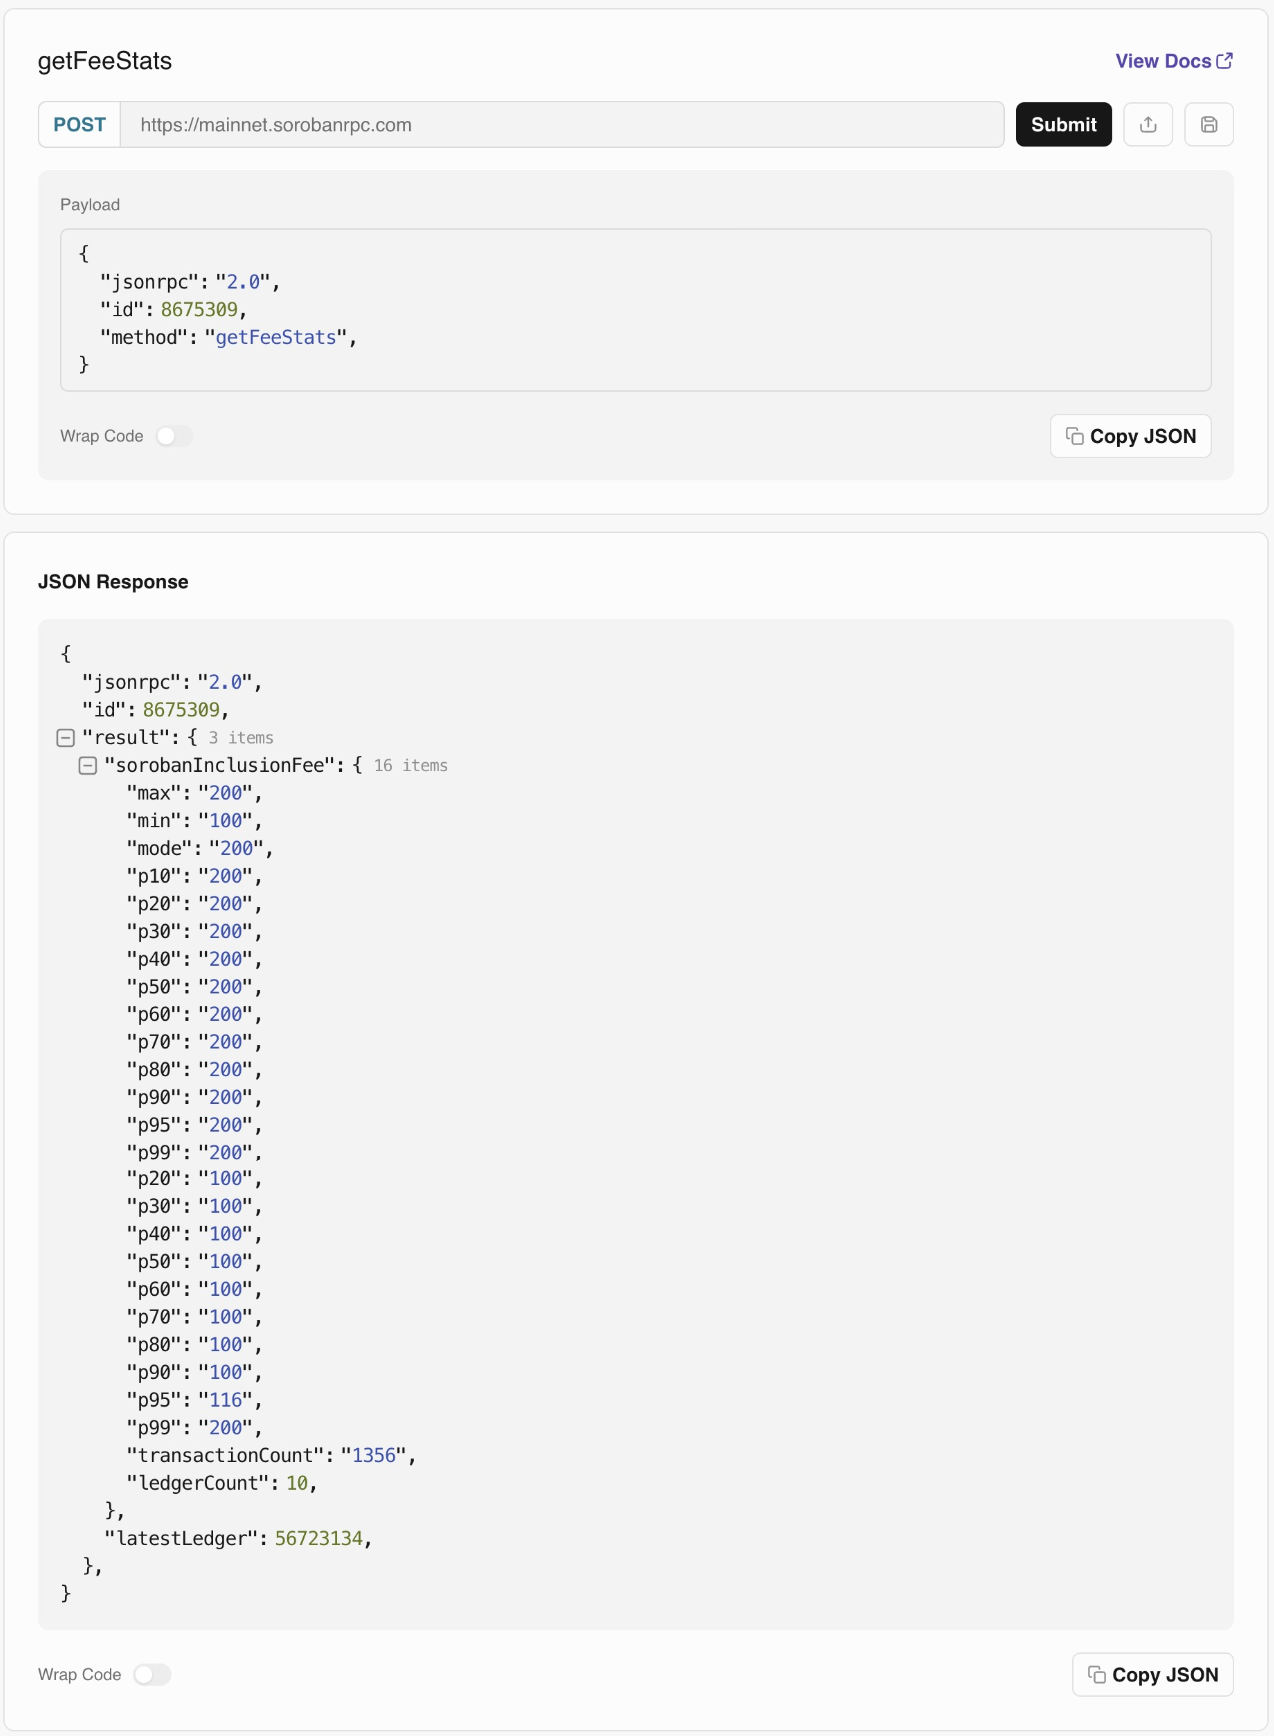 getFeeStats
View Docs
POST
https://mainnet.sorobanrpc.com
Submit
Payload
{
"jsonrpc": "2.0",
"id": 8675309,
"method": "getFeeStats",
}
Wrap Code
Copy JSON
JSON Response
{
"jsonrpc": "2.0",
"id": 8675309,
"result": { 3 items
"sorobanInclusionFee": { 16 items
"max": "200",
"min": "100",
"mode": "200",
"p10": "200",
"p20": "200",
"p30": "200",
"p40": "200",
"p50": "200",
"p60": "200",
"p70": "200",
"p80": "200",
"p90": "200",
"p95": "200",
"p99": "200",
"p20": "100",
"p30": "100",
"p40": "100",
"p50": "100",
"p60": "100",
"p70": "100",
"p80": "100",
"p90": "100",
"p95": "116",
"p99": "200",
"transactionCount": "1356",
"ledgerCount": 10,
},
"latestLedger": 56723134,
},
}
Wrap Code
Copy JSON